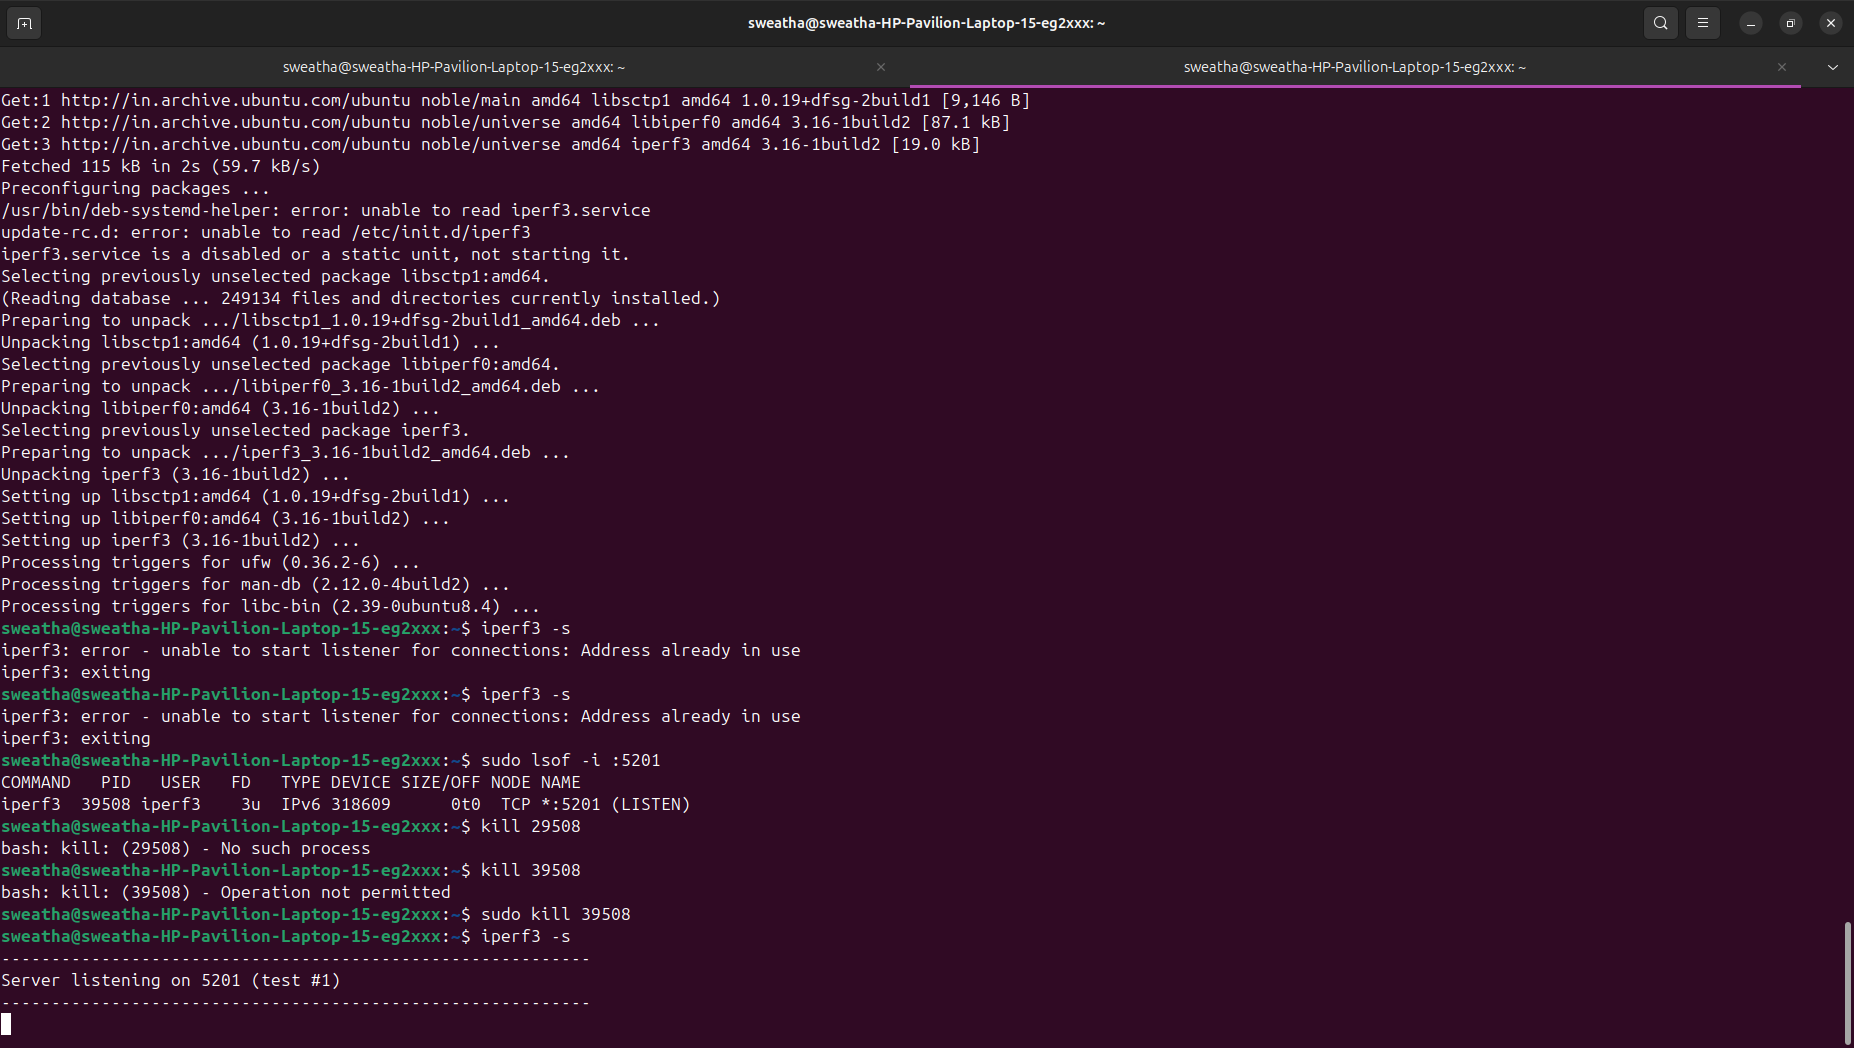 sweatha@sweatha-HP-Pavilion-Laptop-15-eg2xxx: ~
sweatha@sweatha-HP-Pavilion-Laptop-15-eg2xxx: ~
sweatha@sweatha-HP-Pavilion-Laptop-15-eg2xxx: ~
Get:1 http://in.archive.ubuntu.com/ubuntu noble/main amd64 libsctp1 amd64 1.0.19+dfsg-2build1 [9,146 B]
Get:2 http://in.archive.ubuntu.com/ubuntu noble/universe amd64 libiperf0 amd64 3.16-1build2 [87.1 kB]
Get:3 http://in.archive.ubuntu.com/ubuntu noble/universe amd64 iperf3 amd64 3.16-1build2 [19.0 kB]
Fetched 115 kB in 2s (59.7 kB/s)
Preconfiguring packages ...
/usr/bin/deb-systemd-helper: error: unable to read iperf3.service
update-rc.d: error: unable to read /etc/init.d/iperf3
iperf3.service is a disabled or a static unit, not starting it.
Selecting previously unselected package libsctp1:amd64.
(Reading database ... 249134 files and directories currently installed.)
Preparing to unpack .../libsctp1_1.0.19+dfsg-2build1_amd64.deb ...
Unpacking libsctp1:amd64 (1.0.19+dfsg-2build1) ...
Selecting previously unselected package libiperf0:amd64.
Preparing to unpack .../libiperf0_3.16-1build2_amd64.deb ...
Unpacking libiperf0:amd64 (3.16-1build2) ...
Selecting previously unselected package iperf3.
Preparing to unpack .../iperf3_3.16-1build2_amd64.deb ...
Unpacking iperf3 (3.16-1build2) ...
Setting up libsctp1:amd64 (1.0.19+dfsg-2build1) ...
Setting up libiperf0:amd64 (3.16-1build2) ...
Setting up iperf3 (3.16-1build2) ...
Processing triggers for ufw (0.36.2-6) ...
Processing triggers for man-db (2.12.0-4build2) ...
Processing triggers for libc-bin (2.39-0ubuntu8.4) ...
sweatha@sweatha-HP-Pavilion-Laptop-15-eg2xxx:~$ iperf3 -s
iperf3: error - unable to start listener for connections: Address already in use
iperf3: exiting
sweatha@sweatha-HP-Pavilion-Laptop-15-eg2xxx:~$ iperf3 -s
iperf3: error - unable to start listener for connections: Address already in use
iperf3: exiting
sweatha@sweatha-HP-Pavilion-Laptop-15-eg2xxx:~$ sudo lsof -i :5201
COMMAND   PID   USER   FD   TYPE DEVICE SIZE/OFF NODE NAME
iperf3  39508 iperf3    3u  IPv6 318609      0t0  TCP *:5201 (LISTEN)
sweatha@sweatha-HP-Pavilion-Laptop-15-eg2xxx:~$ kill 29508
bash: kill: (29508) - No such process
sweatha@sweatha-HP-Pavilion-Laptop-15-eg2xxx:~$ kill 39508
bash: kill: (39508) - Operation not permitted
sweatha@sweatha-HP-Pavilion-Laptop-15-eg2xxx:~$ sudo kill 39508
sweatha@sweatha-HP-Pavilion-Laptop-15-eg2xxx:~$ iperf3 -s
-----------------------------------------------------------
Server listening on 5201 (test #1)
-----------------------------------------------------------